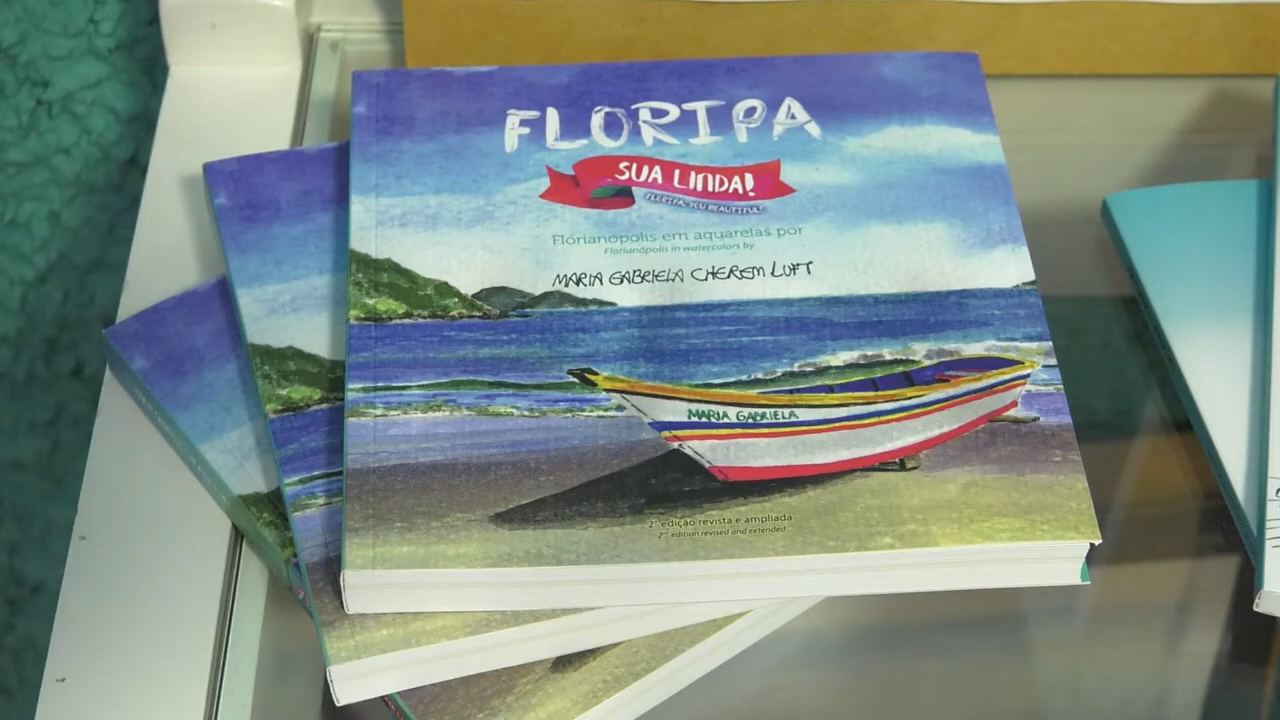 FLORIPA
SUA LINDA!
FLORIPA, YOU BEAUTIFUL!
Florianópolis em aquarelas por
Florianópolis in watercolors by
MARIA GABRIELA CHEREM LUFT
MARIA GABRIELA
2ª edição revista e ampliada
2nd edition revised and extended